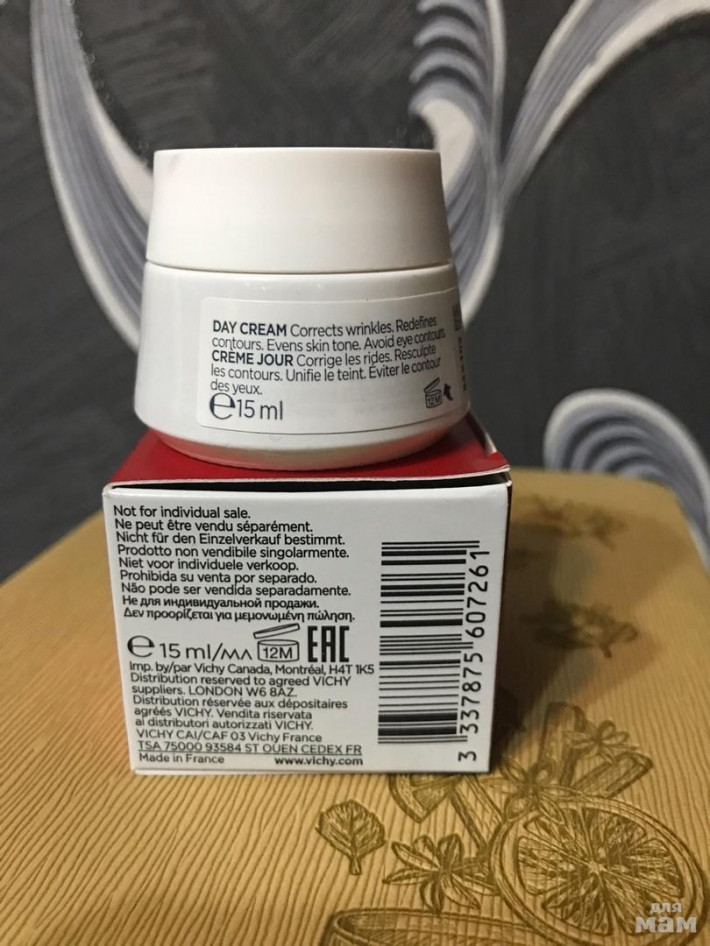 DAY CREAM Corrects wrinkles. Redefines
contours. Evens skin tone. Avoid eye contours.
CRÈME JOUR Corrige les rides. Resculpte
les contours. Unifie le teint. Éviter le contour
des yeux.
℮15 ml
12M
Not for individual sale.
Ne peut être vendu séparément.
Nicht für den Einzelverkauf bestimmt.
Prodotto non vendibile singolarmente.
Niet voor individuele verkoop.
Prohibida su venta por separado.
Não pode ser vendida separadamente.
Не для индивидуальной продажи.
Δεν προορίζεται για μεμονωμένη πώληση.
℮ 15 ml/мл 12M EAC
Imp. by/par Vichy Canada, Montréal, H4T 1K5
Distribution reserved to agreed VICHY
suppliers. LONDON W6 8AZ.
Distribution réservée aux dépositaires
agréés VICHY. Vendita riservata
ai distributori autorizzati VICHY.
VICHY CAI/CAF 03 Vichy France
TSA 75000 93584 ST OUEN CEDEX FR
Made in France www.vichy.com
3 337875 607261
для
мам